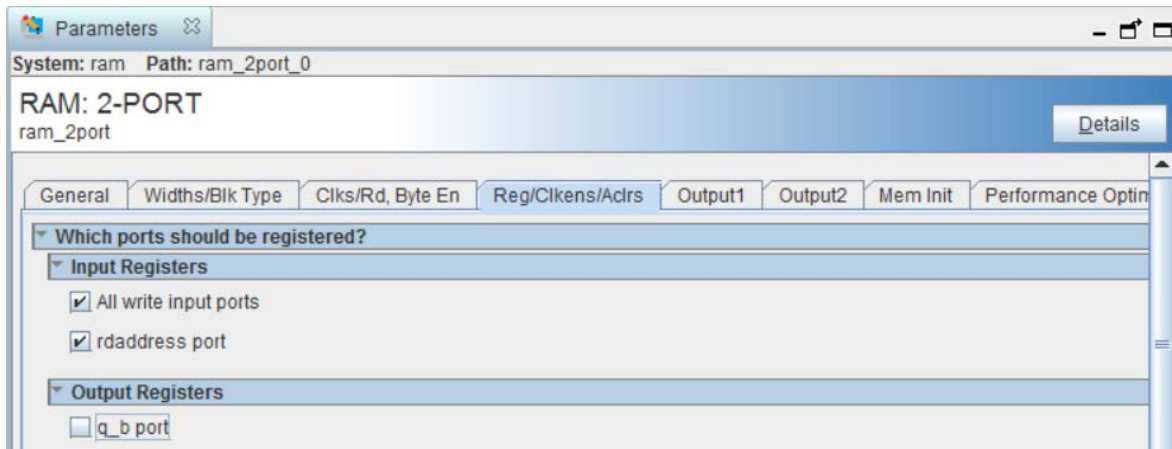 Parameters
System: ram Path: ram_2port_0
RAM: 2-PORT
ram_2port
Details
General Widths/Blk Type Clks/Rd, Byte En Reg/Clkens/Aclrs Output1 Output2 Mem Init Performance Optim
Which ports should be registered?
Input Registers
All write input ports
rdaddress port
Output Registers
q_b port